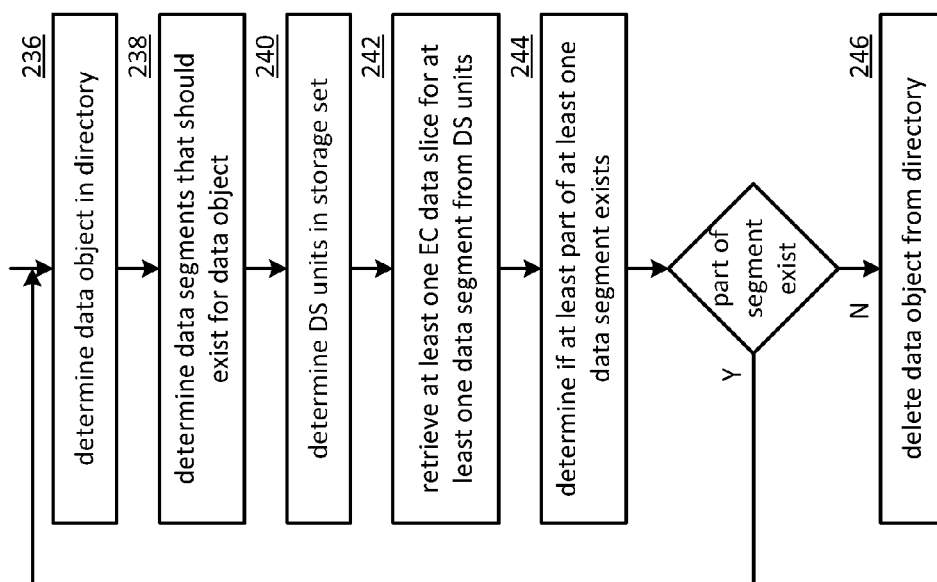 236
determine data object in directory
238
determine data segments that should
exist for data object
240
determine DS units in storage set
242
retrieve at least one EC data slice for at
least one data segment from DS units
244
determine if at least part of at least one
data segment exists
part of
segment
exist
Y
N
246
delete data object from directory